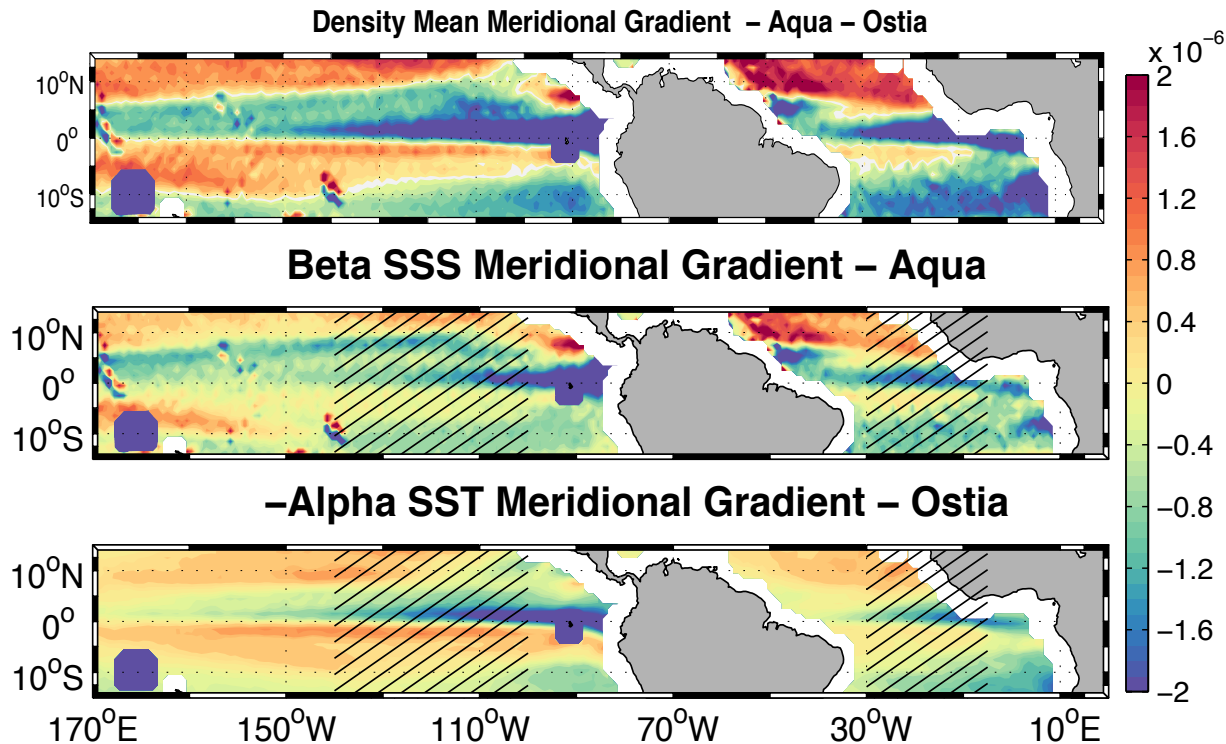 Density Mean Meridional Gradient – Aqua – Ostia
x 10⁻⁶
10°N
0°
10°S
2
1.6
1.2
0.8
0.4
0
−0.4
−0.8
−1.2
−1.6
−2
Beta SSS Meridional Gradient – Aqua
10°N
0°
10°S
–Alpha SST Meridional Gradient – Ostia
10°N
0°
10°S
170°E 150°W 110°W 70°W 30°W 10°E